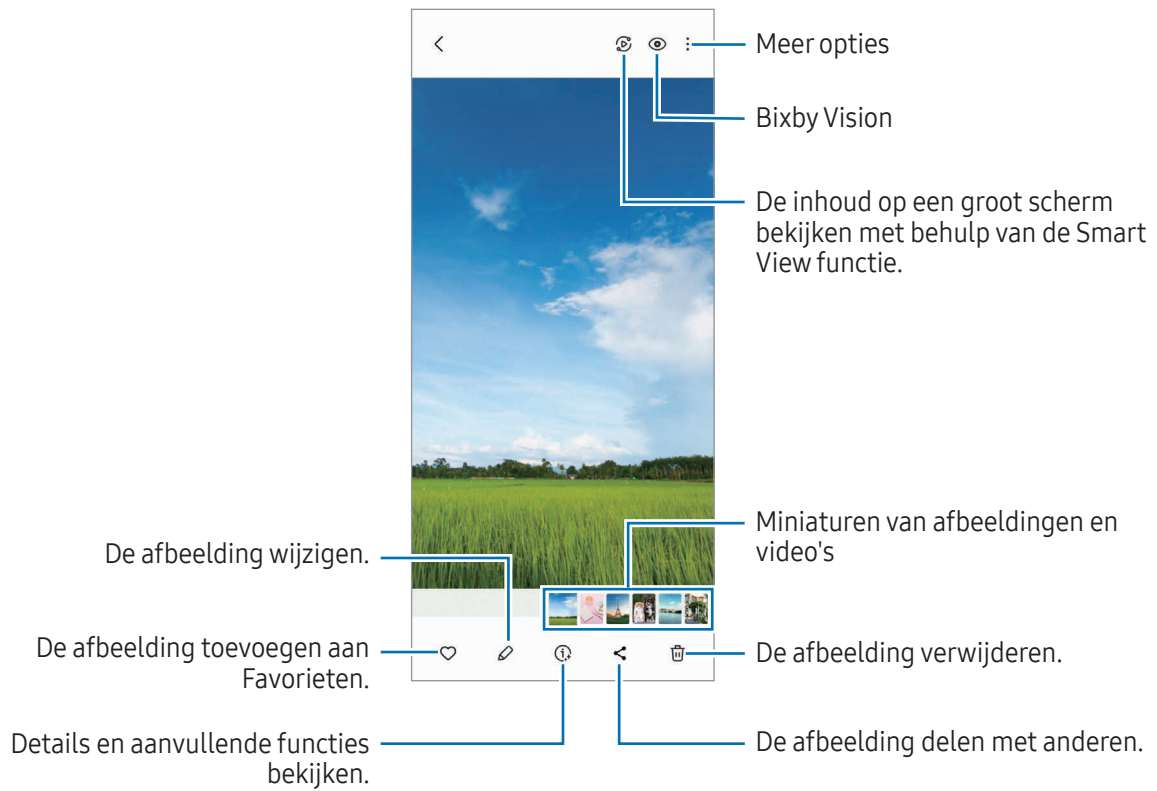 Meer opties
Bixby Vision
De inhoud op een groot scherm
bekijken met behulp van de Smart
View functie.
Miniaturen van afbeeldingen en
video's
De afbeelding wijzigen.
De afbeelding toevoegen aan
Favorieten.
De afbeelding verwijderen.
Details en aanvullende functies
bekijken.
De afbeelding delen met anderen.